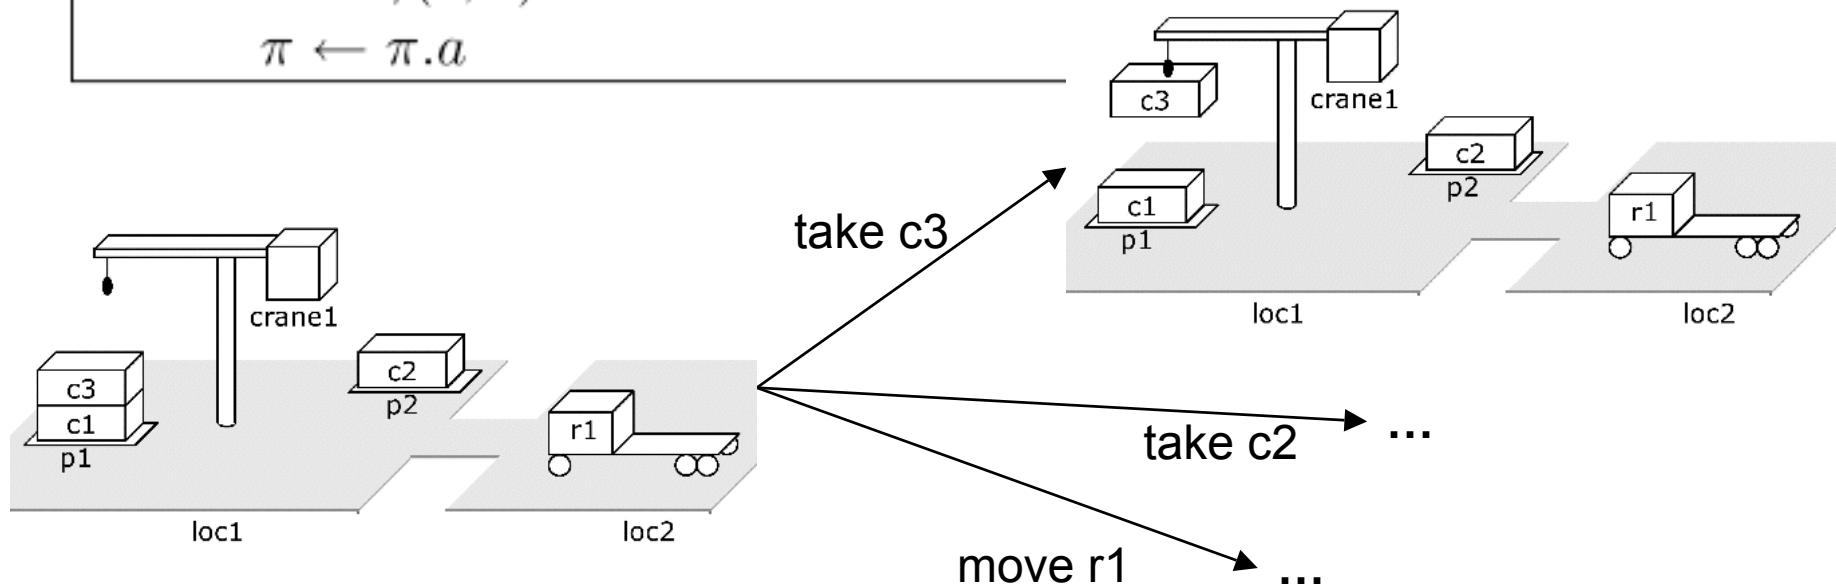 π ← π.a
c3
crane1
c1
p1
c2
p2
r1
loc1
loc2
take c3
crane1
c3
c1
p1
c2
p2
r1
loc1
loc2
take c2
...
move r1
...